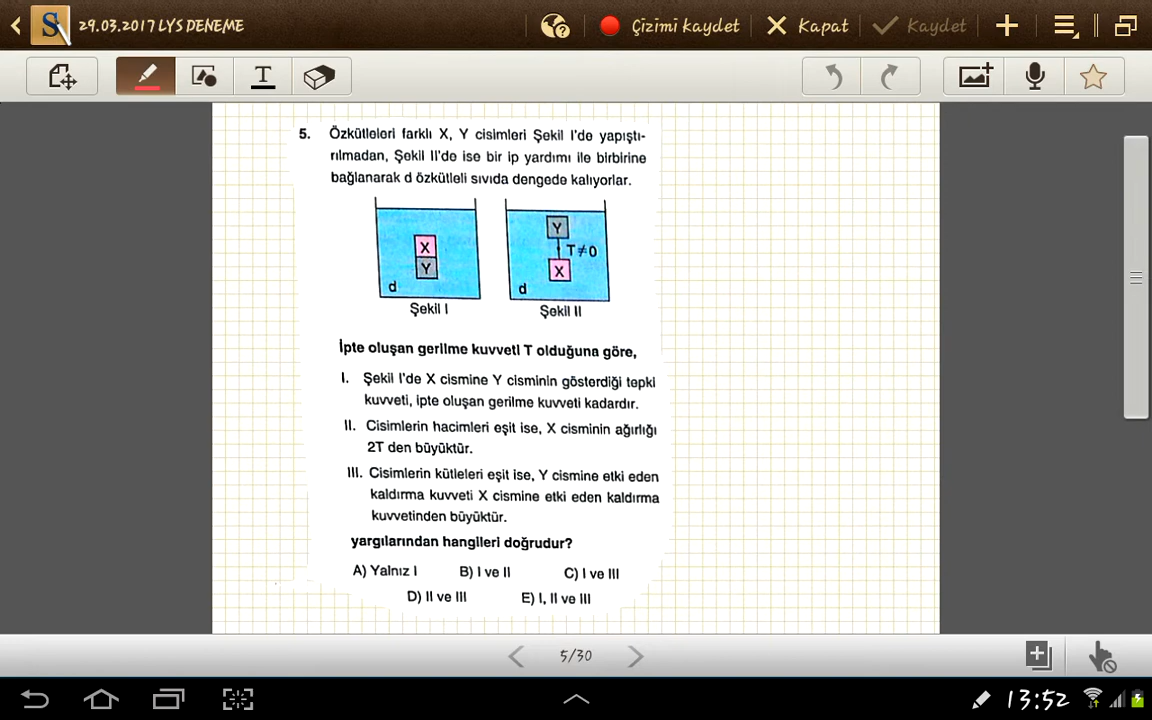 29.03.2017 LYS DENEME
Çizimi kaydet
Kapat
Kaydet
5. Özkütleleri farklı X, Y cisimleri Şekil I'de yapıştı-
rılmadan, Şekil II'de ise bir ip yardımı ile birbirine
bağlanarak d özkütleli sıvıda dengede kalıyorlar.
X
Y
d
Şekil I
Y
T≠0
X
d
Şekil II
İpte oluşan gerilme kuvveti T olduğuna göre,
I. Şekil I'de X cismine Y cisminin gösterdiği tepki
kuvveti, ipte oluşan gerilme kuvveti kadardır.
II. Cisimlerin hacimleri eşit ise, X cisminin ağırlığı
2T den büyüktür.
III. Cisimlerin kütleleri eşit ise, Y cismine etki eden
kaldırma kuvveti X cismine etki eden kaldırma
kuvvetinden büyüktür.
yargılarından hangileri doğrudur?
A) Yalnız I B) I ve II C) I ve III
D) II ve III E) I, II ve III
5/30
13:52